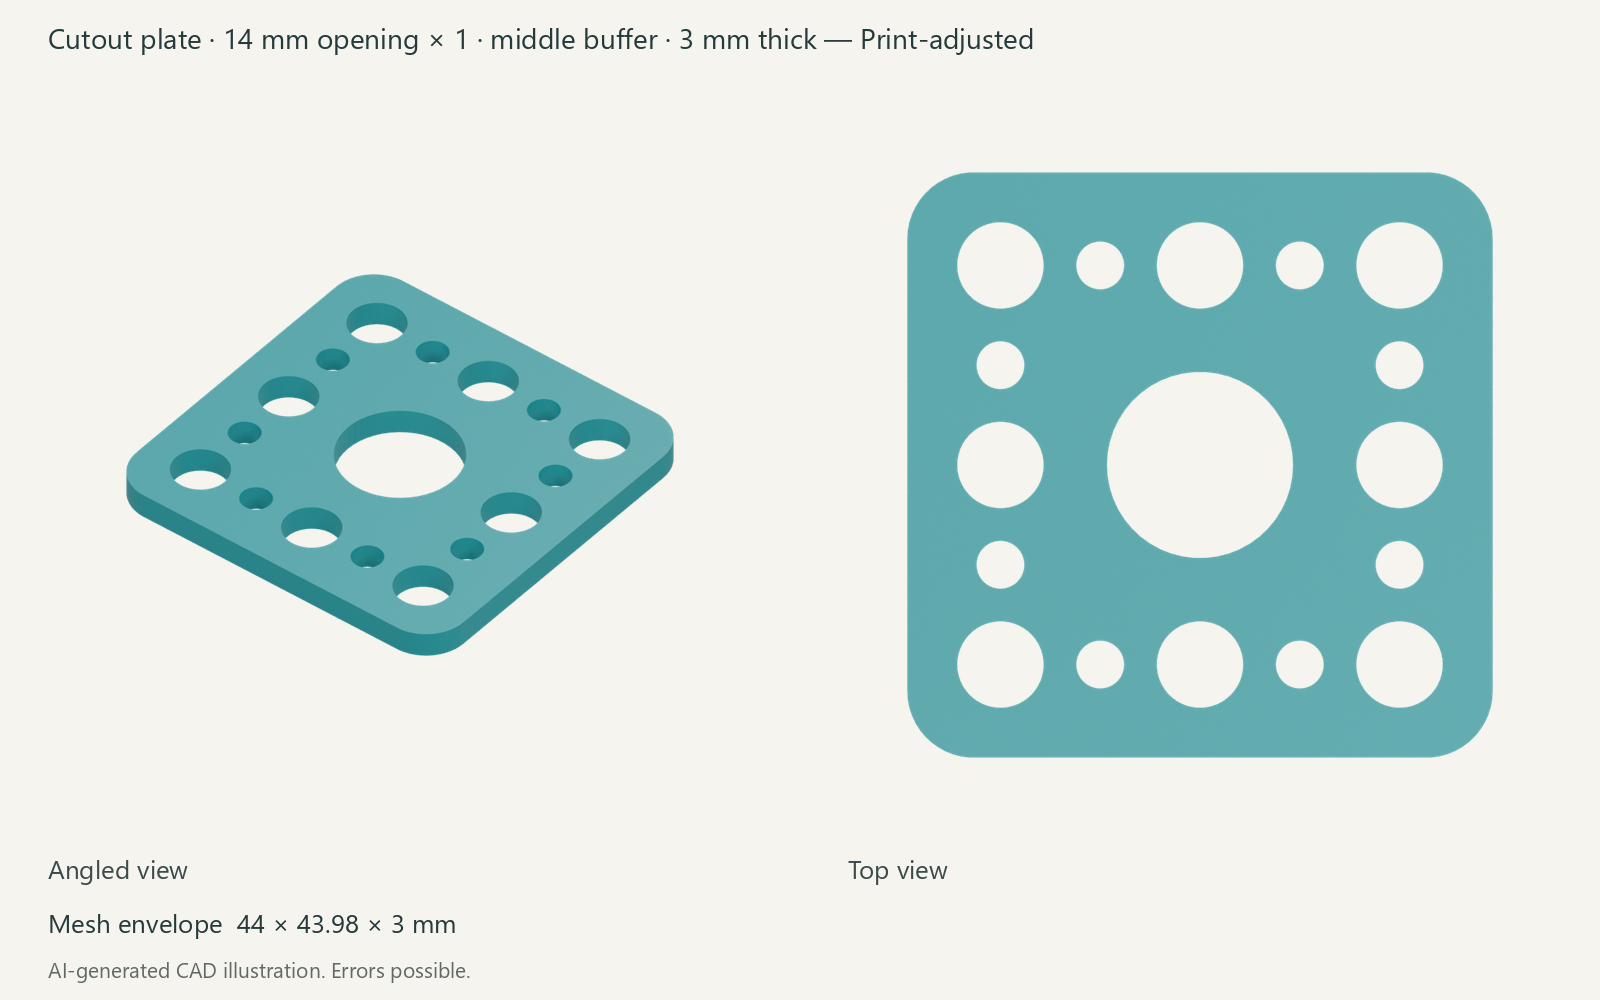 Cutout plate · 14 mm opening × 1 · middle buffer · 3 mm thick — Print-adjusted
Angled view
Top view
Mesh envelope  44 × 43.98 × 3 mm
AI-generated CAD illustration. Errors possible.